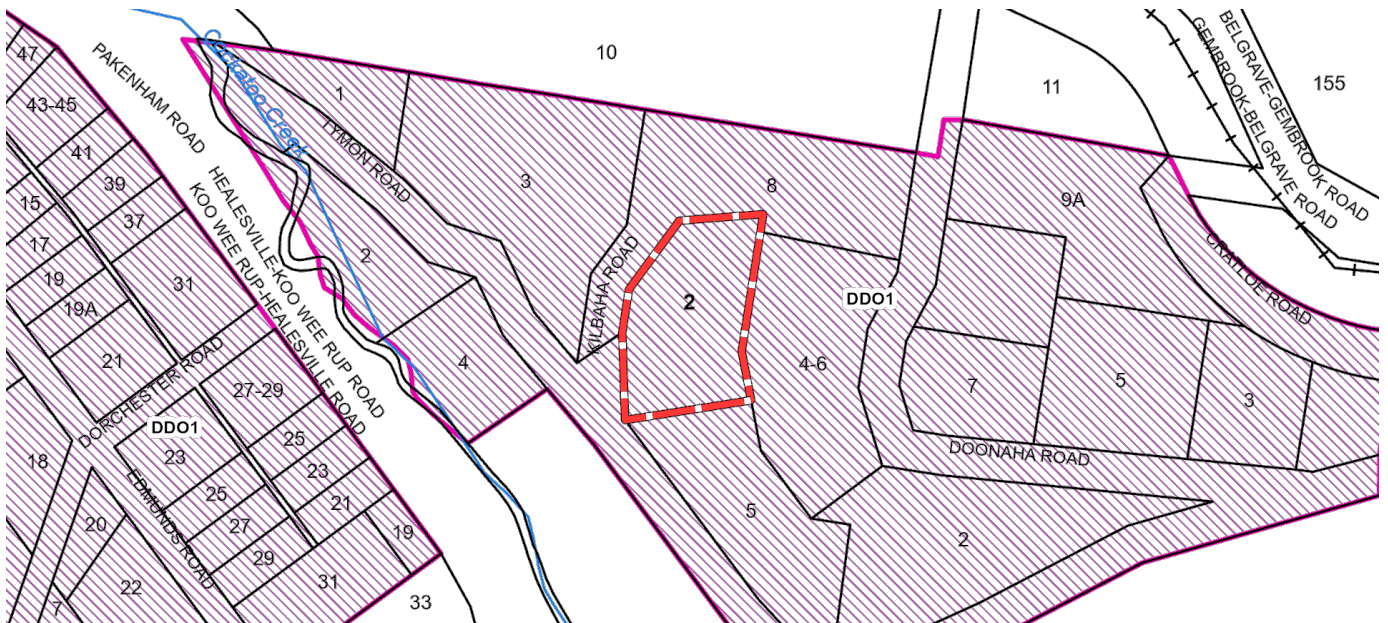 10
155
11
BELGRAVE-GEMBROOK ROAD
GEMBROOK-BELGRAVE ROAD
47
PAKENHAM ROAD
Cockatoo Creek
1
43-45
TYMON ROAD
41
3
8
9A
39
15
37
HEALESVILLE-KOO WEE RUP ROAD
KOO WEE RUP-HEALESVILLE ROAD
17
2
CRATLOE ROAD
19
31
KILBAHA ROAD
2
DDO1
19A
21
4
4-6
7
5
3
DORCHESTER ROAD
27-29
DDO1
23
25
DOONAHA ROAD
18
23
EDMUNDS ROAD
25
21
5
20
27
19
2
29
22
31
33
7